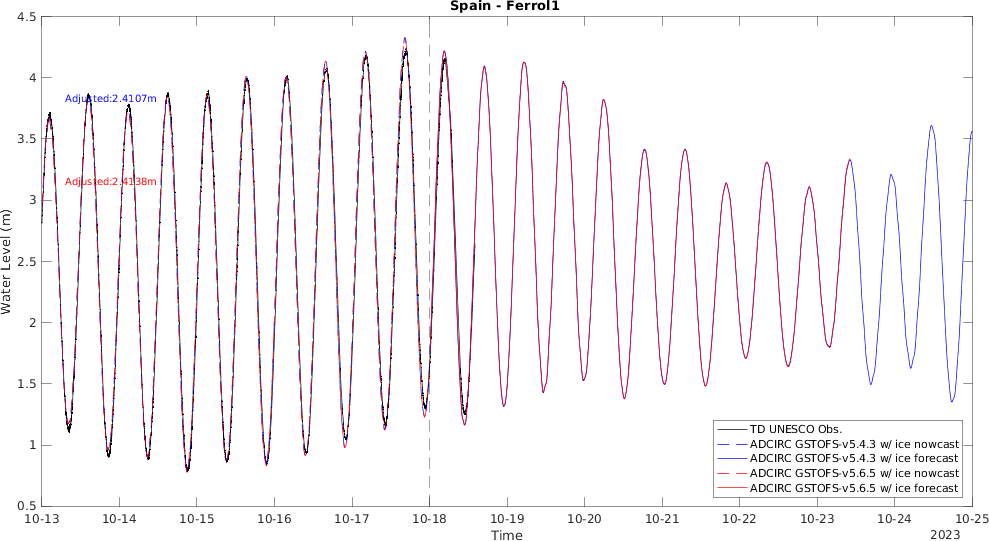 Spain - Ferrol1
4.5
4
3.5
3
2.5
2
1.5
1
0.5
Water Level (m)
Adjusted:2.4107m
Adjusted:2.4138m
TD UNESCO Obs.
ADCIRC GSTOFS-v5.4.3 w/ ice nowcast
ADCIRC GSTOFS-v5.4.3 w/ ice forecast
ADCIRC GSTOFS-v5.6.5 w/ ice nowcast
ADCIRC GSTOFS-v5.6.5 w/ ice forecast
10-13 10-14 10-15 10-16 10-17 10-18 10-19 10-20 10-21 10-22 10-23 10-24 10-25
Time
2023